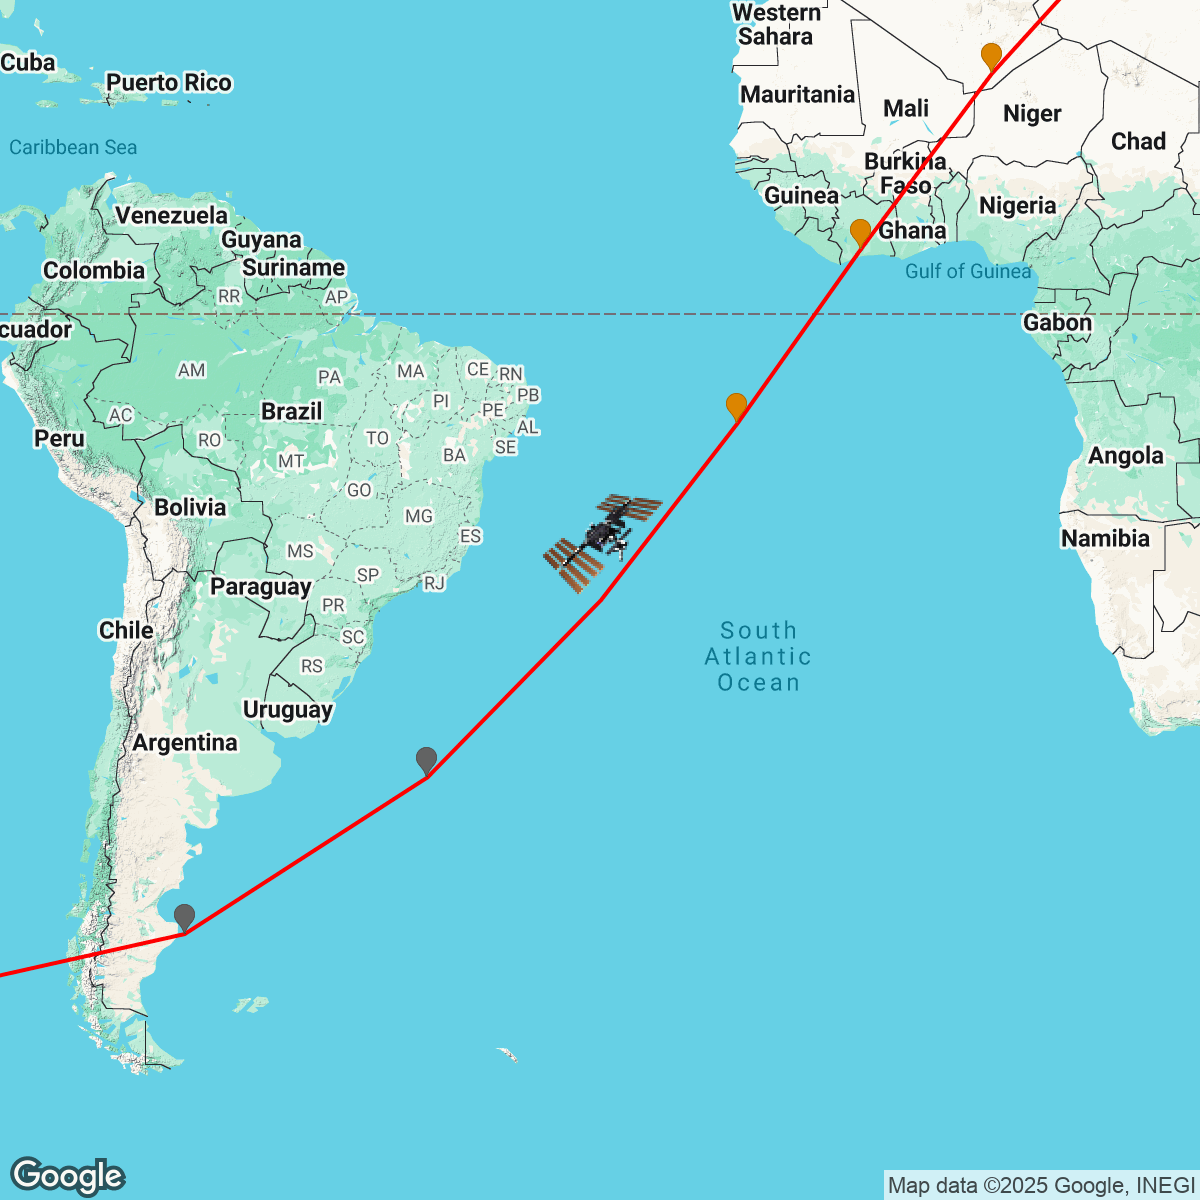 Western
Sahara
Cuba
Puerto Rico
Mauritania
Mali
Niger
Chad
Caribbean Sea
Burkina
Faso
Guinea
Nigeria
Venezuela
Ghana
Guyana
Colombia
Suriname
Gulf of Guinea
RR
AP
cuador
Gabon
AM
PA
MA
CE
RN
PI
PB
AC
Brazil
PE
AL
Peru
RO
TO
BA
SE
MT
Angola
GO
Bolivia
MG
ES
Namibia
MS
SP
RJ
Paraguay
PR
Chile
SC
South
Atlantic
Ocean
RS
Uruguay
Argentina
Google
Map data ©2025 Google, INEGI